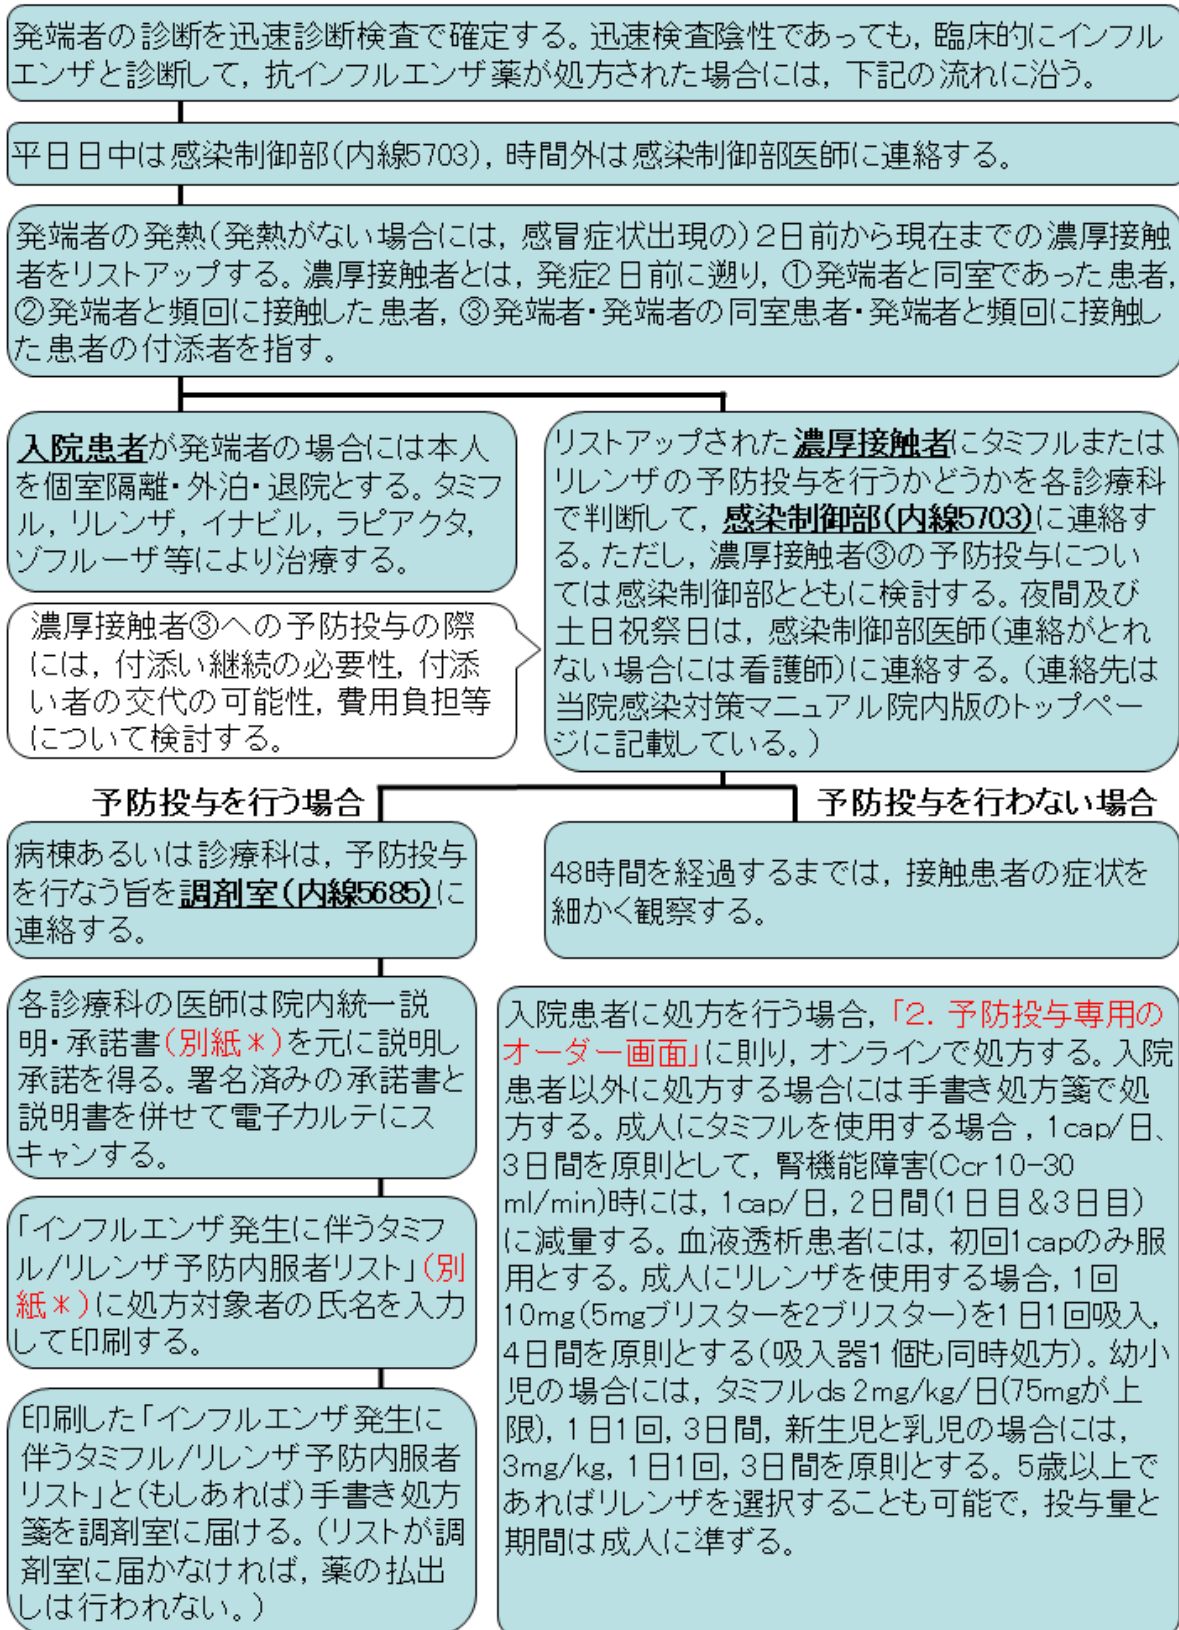 発端者の診断を迅速診断検査で確定する。迅速検査陰性であっても，臨床的にインフル
エンザと診断して，抗インフルエンザ薬が処方された場合には，下記の流れに沿う。
平日日中は感染制御部(内線5703)，時間外は感染制御部医師に連絡する。
発端者の発熱(発熱がない場合には，感冒症状出現の)２日前から現在までの濃厚接触
者をリストアップする。濃厚接触者とは，発症２日前に遡り，①発端者と同室であった患者，
②発端者と頻回に接触した患者，③発端者・発端者の同室患者・発端者と頻回に接触し
た患者の付添者を指す。
入院患者が発端者の場合には本人
を個室隔離・外泊・退院とする。タミフ
ル，リレンザ，イナビル，ラピアクタ，
ゾフルーザ等により治療する。
濃厚接触者③への予防投与の際
には，付添い継続の必要性，付添
い者の交代の可能性，費用負担等
について検討する。
リストアップされた濃厚接触者にタミフルまたは
リレンザの予防投与を行うかどうかを各診療科
で判断して，感染制御部(内線5703)に連絡す
る。ただし，濃厚接触者③の予防投与につい
ては感染制御部とともに検討する。夜間及び
土日祝祭日は，感染制御部医師(連絡がとれ
ない場合には看護師)に連絡する。(連絡先は
当院感染対策マニュアル院内版のトップペー
ジに記載している。)
予防投与を行う場合
予防投与を行わない場合
病棟あるいは診療科は，予防投与
を行なう旨を調剤室(内線5685)に
連絡する。
48時間を経過するまでは，接触患者の症状を
細かく観察する。
各診療科の医師は院内統一説
明・承諾書(別紙＊)を元に説明し
承諾を得る。署名済みの承諾書と
説明書を併せて電子カルテにス
キャンする。
「インフルエンザ発生に伴うタミフ
ル/リレンザ予防内服者リスト」(別
紙＊)に処方対象者の氏名を入力
して印刷する。
印刷した「インフルエンザ発生に
伴うタミフル/リレンザ予防内服者
リスト」と(もしあれば)手書き処方
箋を調剤室に届ける。(リストが調
剤室に届かなければ，薬の払出
しは行われない。)
入院患者に処方を行う場合，「2．予防投与専用の
オーダー画面」に則り，オンラインで処方する。入院
患者以外に処方する場合には手書き処方箋で処
方する。成人にタミフルを使用する場合，1cap/日、
3日間を原則として，腎機能障害(Ccr10-30
ml/min)時には，1cap/日，2日間(1日目&3日目)
に減量する。血液透析患者には，初回1capのみ服
用とする。成人にリレンザを使用する場合，1回
10mg(5mgブリスターを2ブリスター)を1日1回吸入，
4日間を原則とする(吸入器1個も同時処方)。幼小
児の場合には，タミフルds 2mg/kg/日(75mgが上
限)，1日1回，3日間，新生児と乳児の場合には，
3mg/kg，1日1回，3日間を原則とする。5歳以上で
あればリレンザを選択することも可能で，投与量と
期間は成人に準ずる。